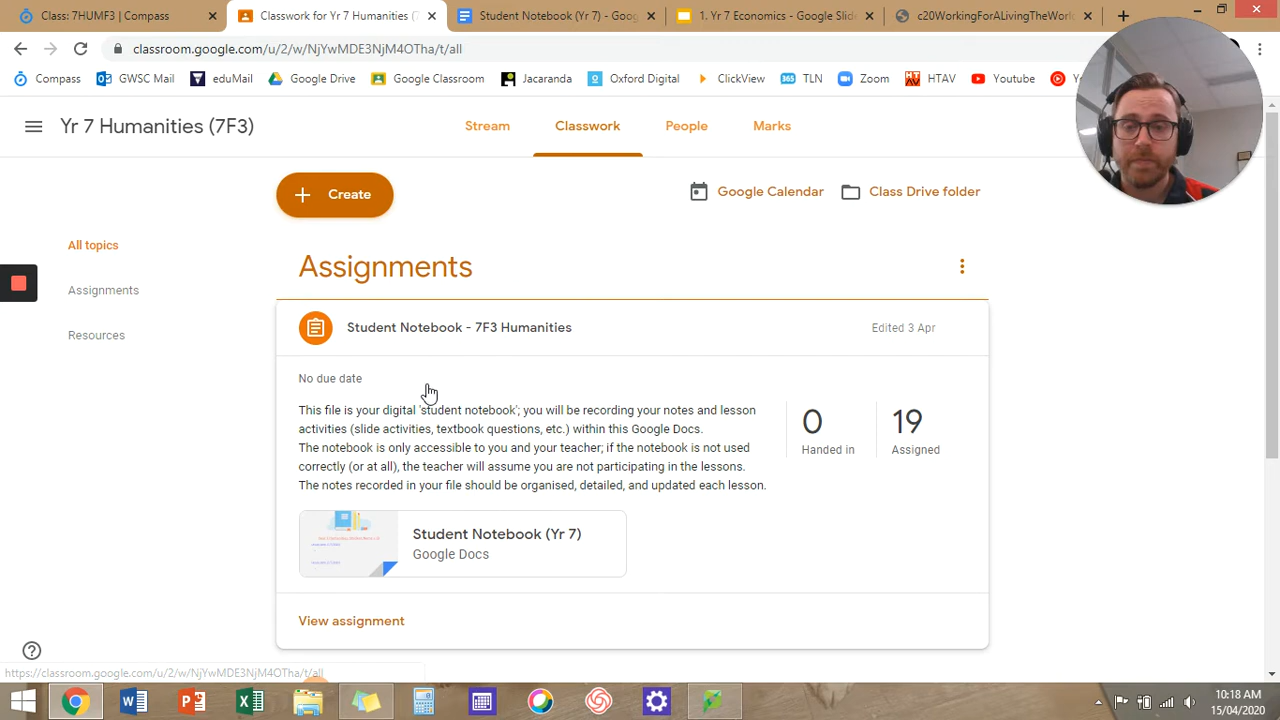 Class: 7HUMF3 | Compass
Classwork for Yr 7 Humanities (
Student Notebook (Yr 7) - Goog
1. Yr 7 Economics - Google Slid
c20WorkingForALivingTheWorld
classroom.google.com/u/2/w/NjYwMDE3NjM4OTha/t/all
Compass
GWSC Mail
eduMail
Google Drive
Google Classroom
Jacaranda
Oxford Digital
ClickView
365 TLN
Zoom
HTAV
Youtube
Yr 7 Humanities (7F3)
Stream
Classwork
People
Marks
Create
Google Calendar
Class Drive folder
All topics
Assignments
Resources
Assignments
Student Notebook - 7F3 Humanities
Edited 3 Apr
No due date
This file is your digital 'student notebook'; you will be recording your notes and lesson
activities (slide activities, textbook questions, etc.) within this Google Docs.
The notebook is only accessible to you and your teacher; if the notebook is not used
correctly (or at all), the teacher will assume you are not participating in the lessons.
The notes recorded in your file should be organised, detailed, and updated each lesson.
0
Handed in
19
Assigned
Student Notebook (Yr 7)
Google Docs
View assignment
https://classroom.google.com/u/2/w/NjYwMDE3NjM4OTha/t/all
10:18 AM
15/04/2020